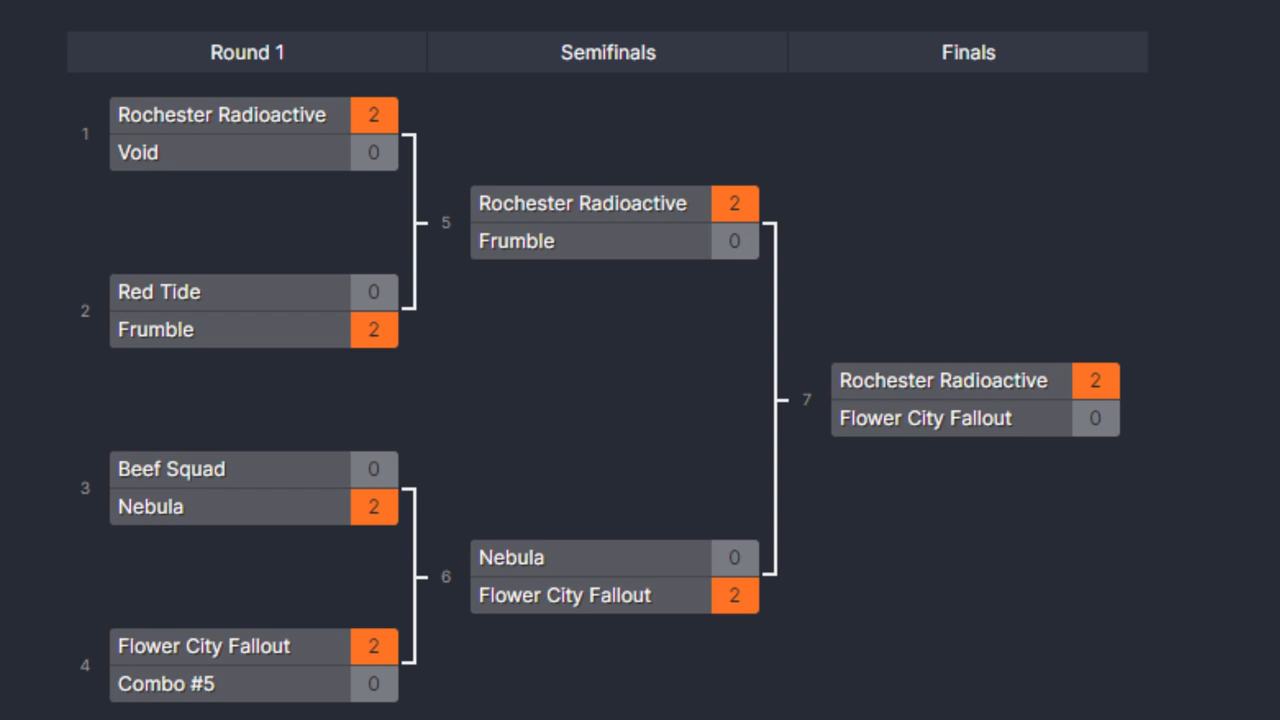 Round 1
Semifinals
Finals
1
Rochester Radioactive 2
Void 0
2
Red Tide 0
Frumble 2
3
Beef Squad 0
Nebula 2
4
Flower City Fallout 2
Combo #5 0
5
Rochester Radioactive 2
Frumble 0
6
Nebula 0
Flower City Fallout 2
7
Rochester Radioactive 2
Flower City Fallout 0